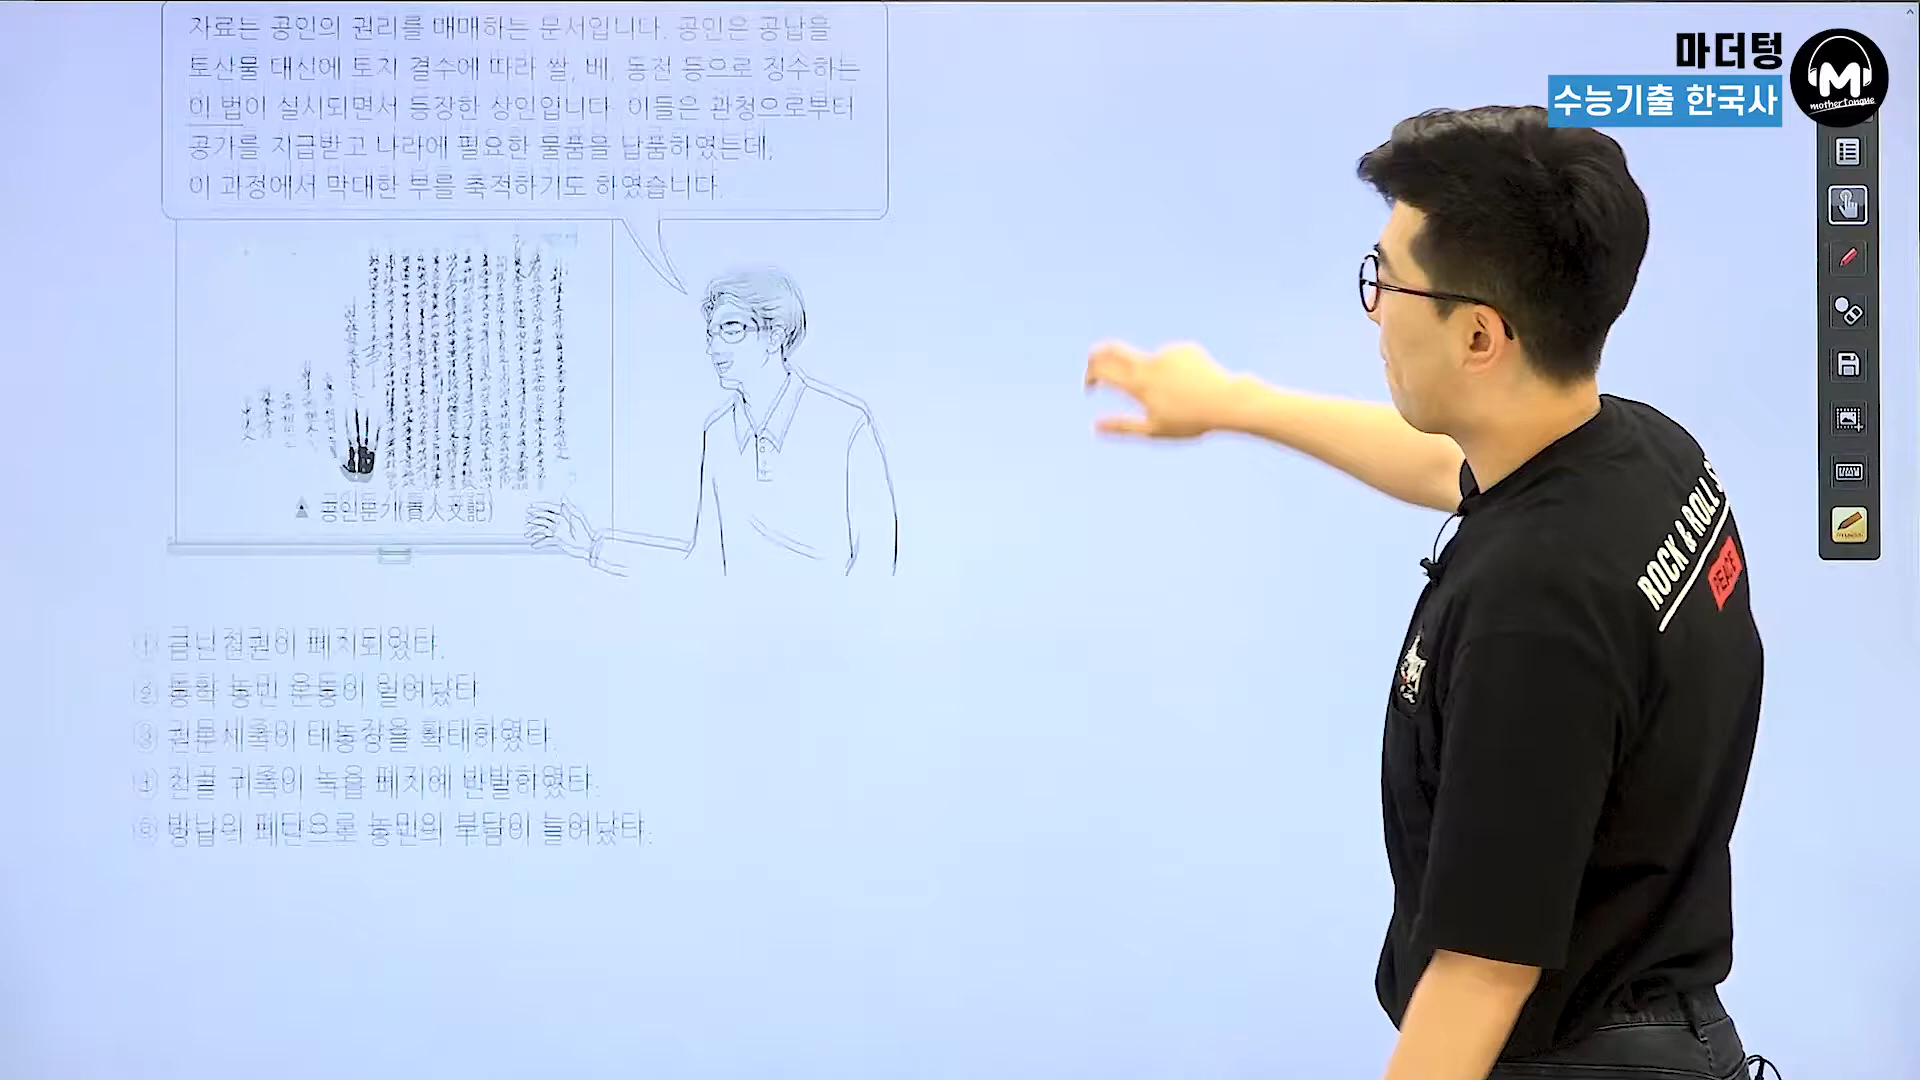 자료는 공인의 권리를 매매하는 문서입니다. 공인은 공납을
토산물 대신에 토지 결수에 따라 쌀, 베, 동전 등으로 징수하는
이 법이 실시되면서 등장한 상인입니다. 이들은 관청으로부터
공가를 지급받고 나라에 필요한 물품을 납품하였는데,
이 과정에서 막대한 부를 축적하기도 하였습니다.
▲ 공인문기(貢人文記)
① 금난전권이 폐지되었다.
② 동학 농민 운동이 일어났다.
③ 권문세족이 대농장을 확대하였다.
④ 진골 귀족이 녹읍 폐지에 반발하였다.
⑤ 방납의 폐단으로 농민의 부담이 늘어났다.
마더텅
수능기출 한국사
M
mothertongue
ROCK & ROLL
PEACE